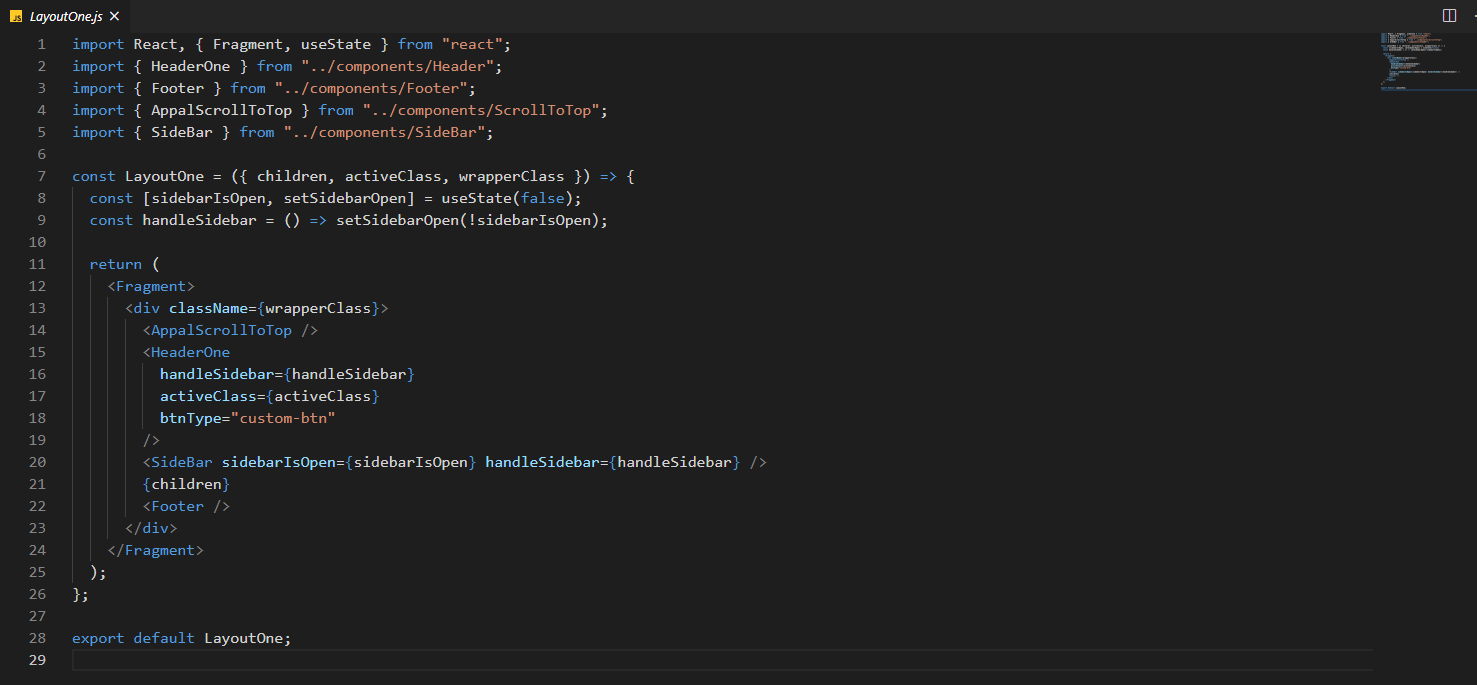 LayoutOne.js
1 import React, { Fragment, useState } from "react";
2 import { HeaderOne } from "../components/Header";
3 import { Footer } from "../components/Footer";
4 import { AppalScrollToTop } from "../components/ScrollToTop";
5 import { SideBar } from "../components/SideBar";
6
7 const LayoutOne = ({ children, activeClass, wrapperClass }) => {
8   const [sidebarIsOpen, setSidebarOpen] = useState(false);
9   const handleSidebar = () => setSidebarOpen(!sidebarIsOpen);
10
11   return (
12     <Fragment>
13       <div className={wrapperClass}>
14         <AppalScrollToTop />
15         <HeaderOne
16           handleSidebar={handleSidebar}
17           activeClass={activeClass}
18           btnType="custom-btn"
19         />
20         <SideBar sidebarIsOpen={sidebarIsOpen} handleSidebar={handleSidebar} />
21         {children}
22         <Footer />
23       </div>
24     </Fragment>
25   );
26 };
27
28 export default LayoutOne;
29